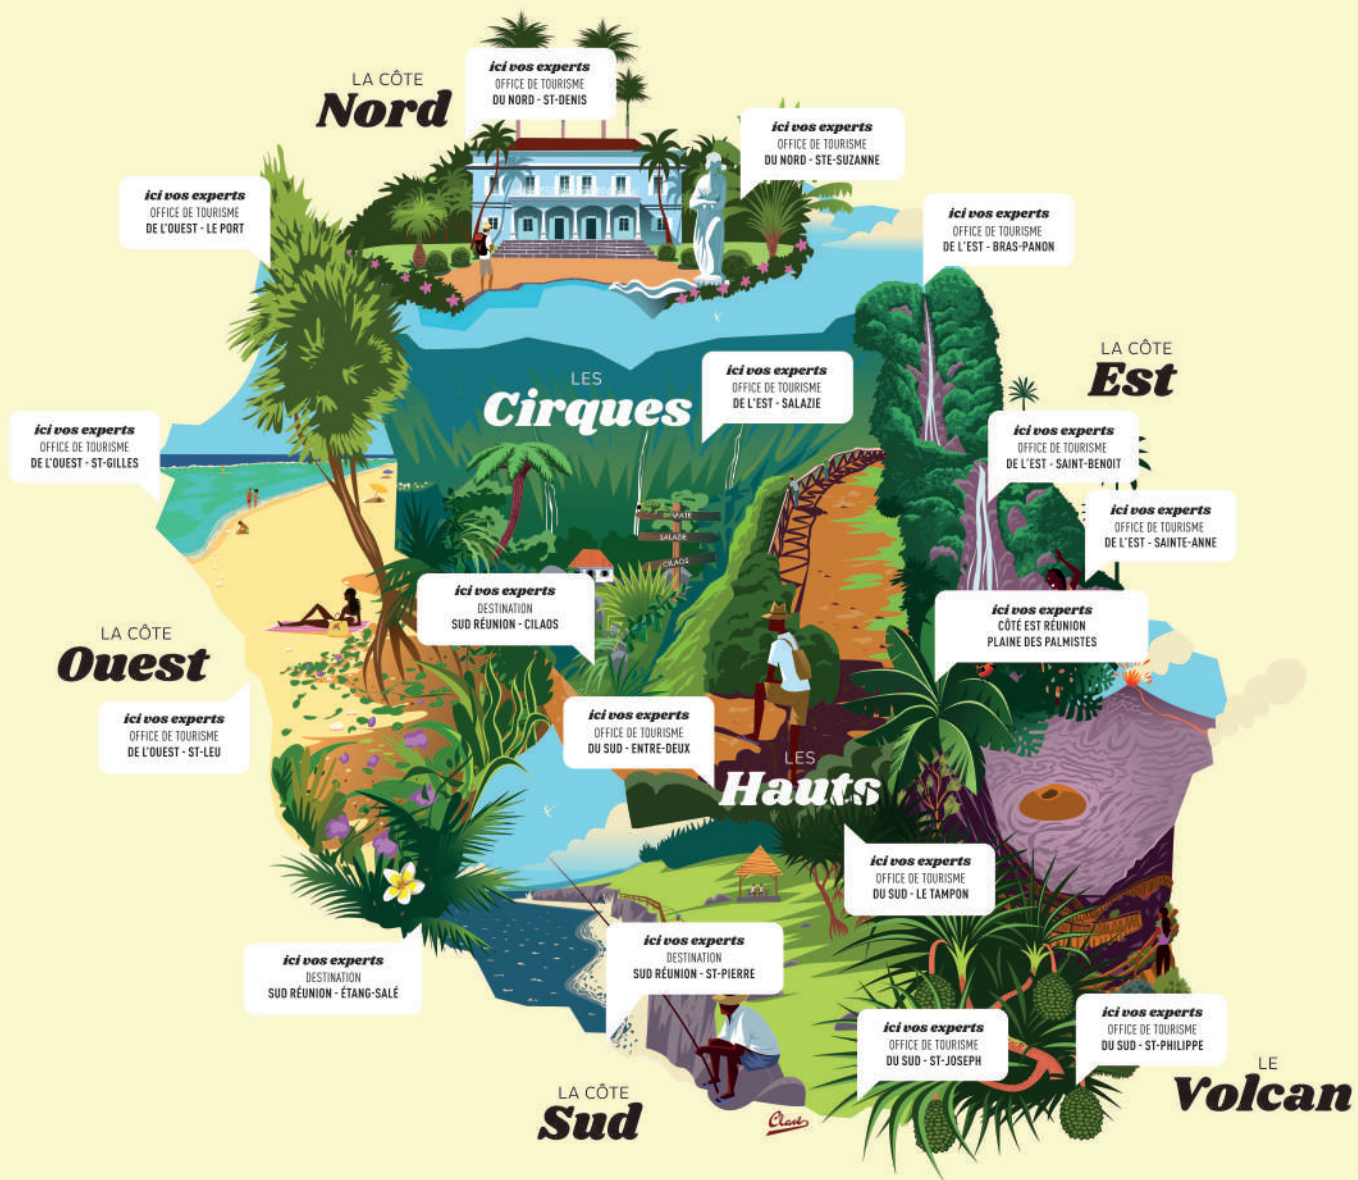 LA CÔTE
Nord
ici vos experts
OFFICE DE TOURISME
DU NORD - ST-DENIS
ici vos experts
OFFICE DE TOURISME
DU NORD - STE-SUZANNE
ici vos experts
OFFICE DE TOURISME
DE L'OUEST - LE PORT
ici vos experts
OFFICE DE TOURISME
DE L'EST - BRAS-PANON
LA CÔTE
Est
LES
Cirques
ici vos experts
OFFICE DE TOURISME
DE L'EST - SALAZIE
ici vos experts
OFFICE DE TOURISME
DE L'OUEST - ST-GILLES
ici vos experts
OFFICE DE TOURISME
DE L'EST - SAINT-BENOIT
ici vos experts
OFFICE DE TOURISME
DE L'EST - SAINTE-ANNE
SALAZIE
CILAOS
ici vos experts
DESTINATION
SUD RÉUNION - CILAOS
ici vos experts
CÔTÉ EST RÉUNION
PLAINE DES PALMISTES
LA CÔTE
Ouest
ici vos experts
OFFICE DE TOURISME
DE L'OUEST - ST-LEU
ici vos experts
OFFICE DE TOURISME
DU SUD - ENTRE-DEUX
LES
Hauts
ici vos experts
OFFICE DE TOURISME
DU SUD - LE TAMPON
ici vos experts
DESTINATION
SUD RÉUNION - ÉTANG-SALÉ
ici vos experts
DESTINATION
SUD RÉUNION - ST-PIERRE
ici vos experts
OFFICE DE TOURISME
DU SUD - ST-JOSEPH
ici vos experts
OFFICE DE TOURISME
DU SUD - ST-PHILIPPE
LE
Volcan
LA CÔTE
Sud